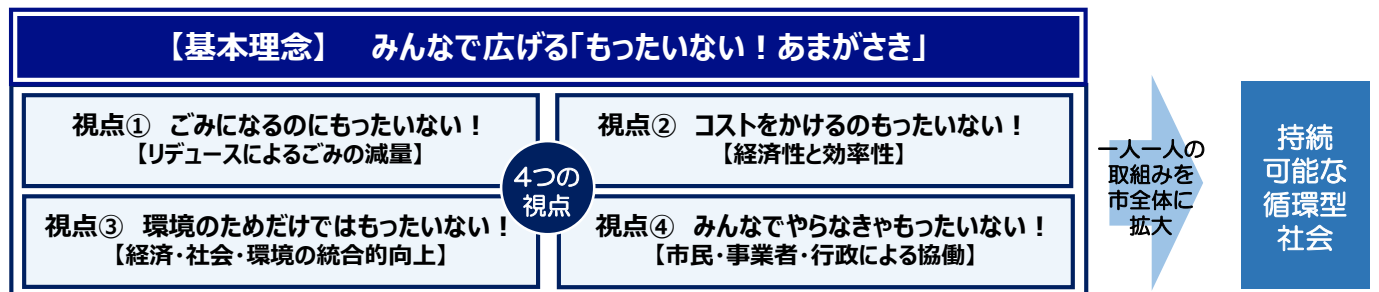 【基本理念】 みんなで広げる「もったいない！あまがさき」
視点① ごみになるのにもったいない！
【リデュースによるごみの減量】
視点② コストをかけるのもったいない！
【経済性と効率性】
4つの
視点
視点③ 環境のためだけではもったいない！
【経済・社会・環境の統合的向上】
視点④ みんなでやらなきゃもったいない！
【市民・事業者・行政による協働】
一人一人の
取組みを
市全体に
拡大
持続
可能な
循環型
社会